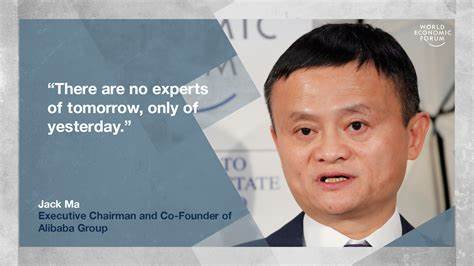 WORLD
ECONOMIC
FORUM
“There are no experts
of tomorrow, only of
yesterday.”
Jack Ma
Executive Chairman and Co-Founder of
Alibaba Group